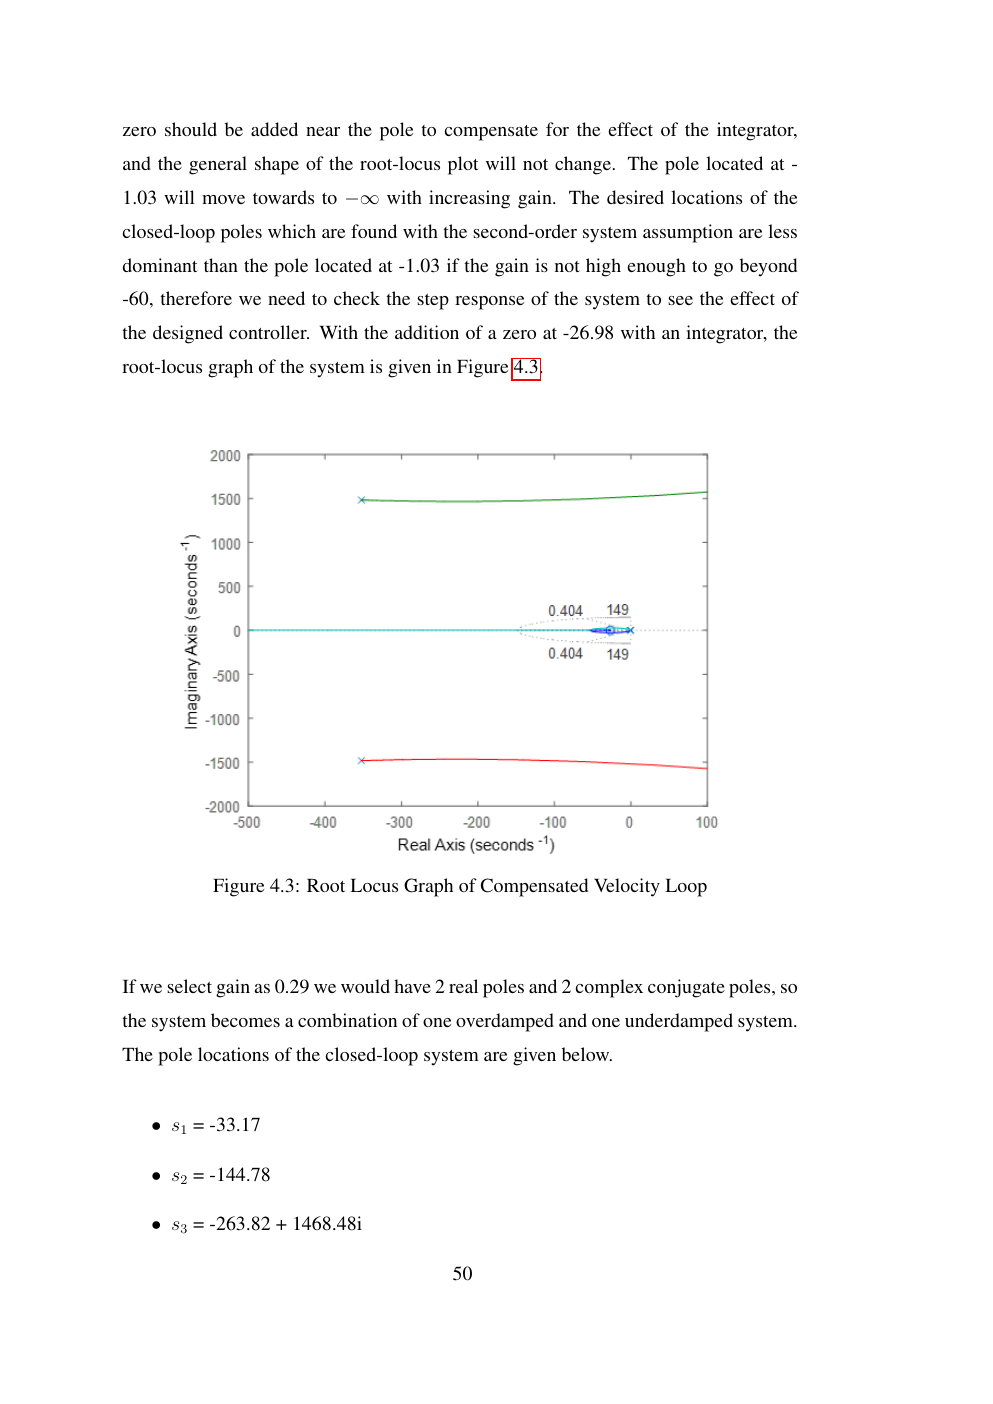 zero should be added near the pole to compensate for the effect of the integrator,
and the general shape of the root-locus plot will not change. The pole located at -
1.03 will move towards to −∞ with increasing gain. The desired locations of the
closed-loop poles which are found with the second-order system assumption are less
dominant than the pole located at -1.03 if the gain is not high enough to go beyond
-60, therefore we need to check the step response of the system to see the effect of
the designed controller. With the addition of a zero at -26.98 with an integrator, the
root-locus graph of the system is given in Figure 4.3.
2000
1500
1000
500
0
-500
-1000
-1500
-2000
Imaginary Axis (seconds⁻¹)
0.404 149
0.404 149
-500 -400 -300 -200 -100 0 100
Real Axis (seconds⁻¹)
Figure 4.3: Root Locus Graph of Compensated Velocity Loop
If we select gain as 0.29 we would have 2 real poles and 2 complex conjugate poles, so
the system becomes a combination of one overdamped and one underdamped system.
The pole locations of the closed-loop system are given below.
• s₁ = -33.17
• s₂ = -144.78
• s₃ = -263.82 + 1468.48i
50